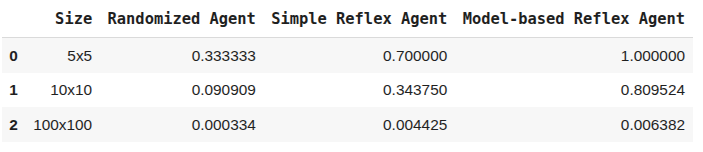 Size Randomized Agent Simple Reflex Agent Model-based Reflex Agent
0 5x5 0.333333 0.700000 1.000000
1 10x10 0.090909 0.343750 0.809524
2 100x100 0.000334 0.004425 0.006382